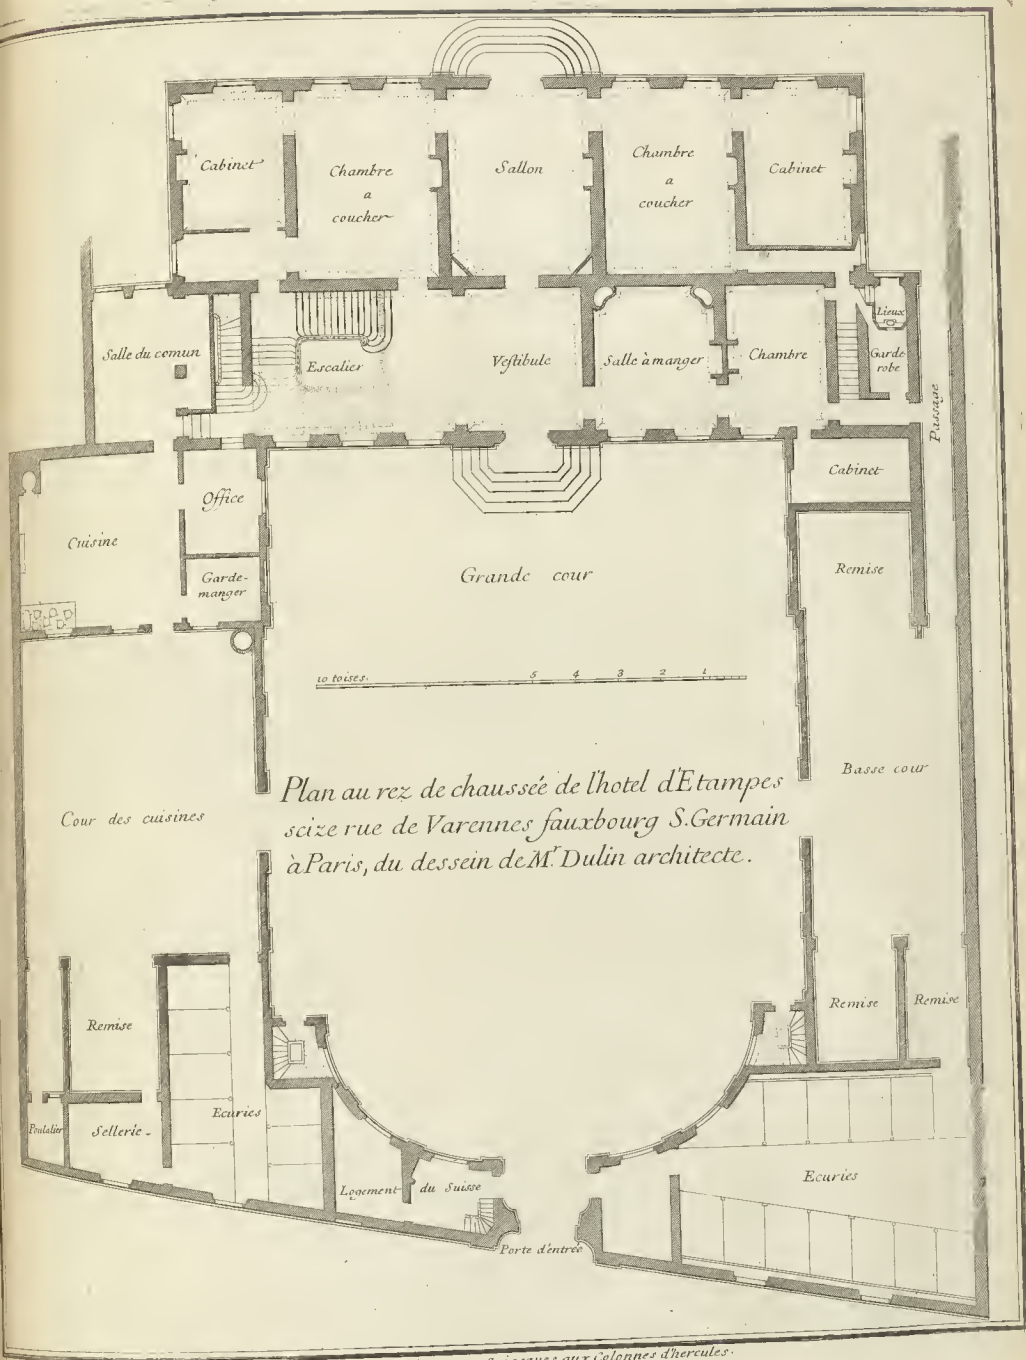 Cabinet
Chambre
a
coucher
Sallon
Chambre
a
coucher
Cabinet
Lieux
Salle du comun
Escalier
Vestibule
Salle à manger
Chambre
Garde
robe
Passage
Office
Cabinet
Cuisine
Garde-
manger
Grande cour
Remise
10 toises. 5 4 3 2 1
Plan au rez de chaussée de l'hotel d'Etampes
scize rue de Varennes fauxbourg S. Germain
à Paris, du dessein de Mr. Dulin architecte.
Basse cour
Cour des cuisines
Remise
Remise
Remise
Poulalier
Sellerie.
Ecuries
Logement du Suisse
Ecuries
Porte d'entrée
aux Colonnes d'hercules.